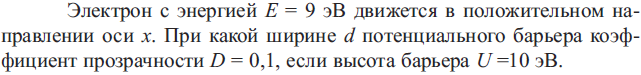 Электрон с энергией E = 9 эВ движется в положительном на-
правлении оси x. При какой ширине d потенциального барьера коэф-
фициент прозрачности D = 0,1, если высота барьера U =10 эВ.